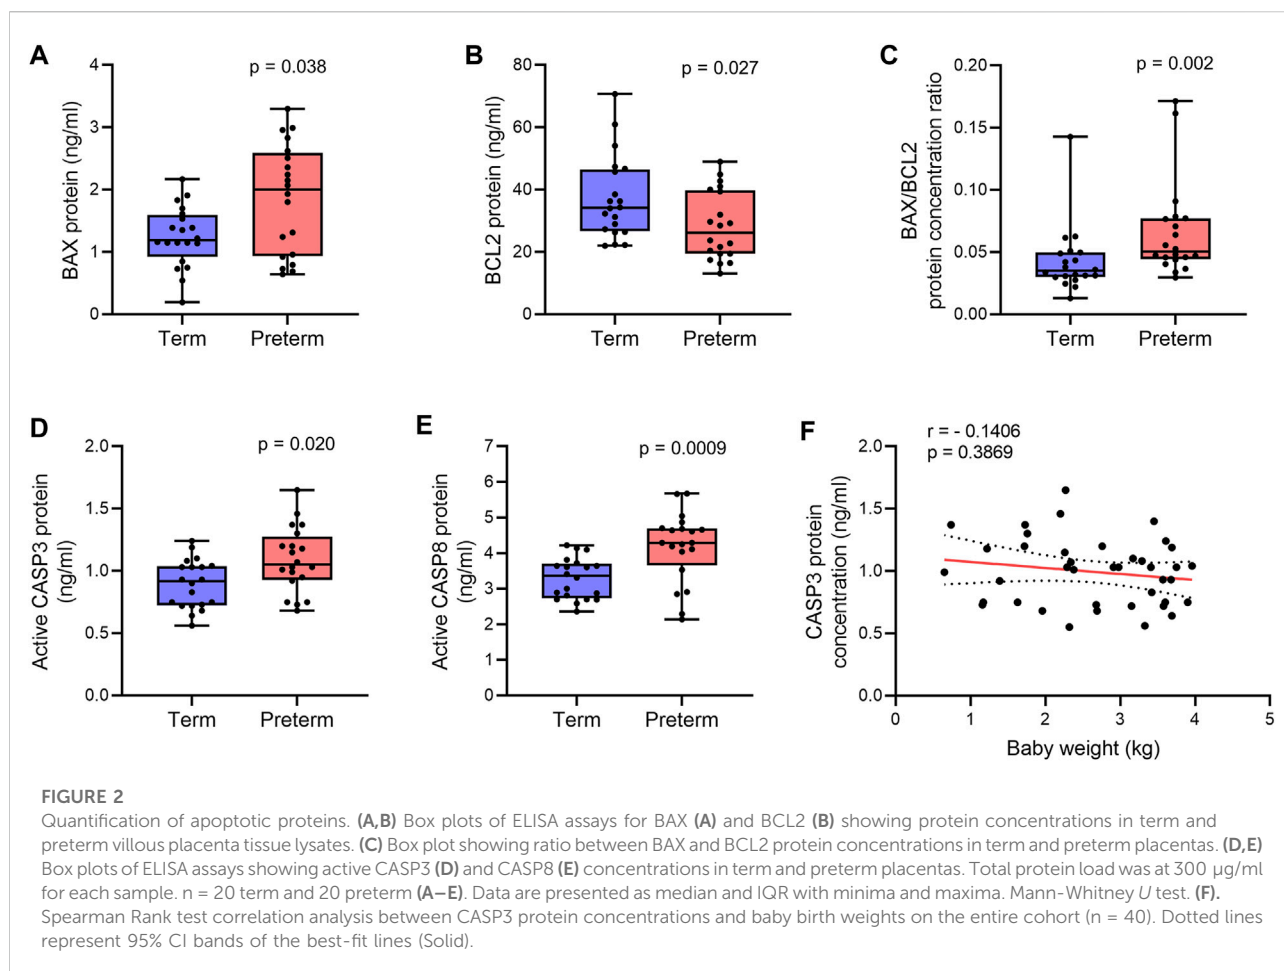 A
B
C
p = 0.038
p = 0.027
p = 0.002
BAX protein (ng/ml)
4
3
2
1
0
Term
Preterm
BCL2 protein (ng/ml)
80
60
40
20
0
Term
Preterm
BAX/BCL2
protein concentration ratio
0.20
0.15
0.10
0.05
0.00
Term
Preterm
D
p = 0.020
Active CASP3 protein
(ng/ml)
2.0
1.5
1.0
0.5
0.0
Term
Preterm
E
p = 0.0009
Active CASP8 protein
(ng/ml)
7
6
5
4
3
2
1
0
Term
Preterm
F
r = - 0.1406
p = 0.3869
CASP3 protein
concentration (ng/ml)
2.0
1.5
1.0
0.5
0.0
0
1
2
3
4
5
Baby weight (kg)
FIGURE 2
Quantification of apoptotic proteins. (A,B) Box plots of ELISA assays for BAX (A) and BCL2 (B) showing protein concentrations in term and
preterm villous placenta tissue lysates. (C) Box plot showing ratio between BAX and BCL2 protein concentrations in term and preterm placentas. (D,E)
Box plots of ELISA assays showing active CASP3 (D) and CASP8 (E) concentrations in term and preterm placentas. Total protein load was at 300 μg/ml
for each sample. n = 20 term and 20 preterm (A–E). Data are presented as median and IQR with minima and maxima. Mann-Whitney U test. (F).
Spearman Rank test correlation analysis between CASP3 protein concentrations and baby birth weights on the entire cohort (n = 40). Dotted lines
represent 95% CI bands of the best-fit lines (Solid).